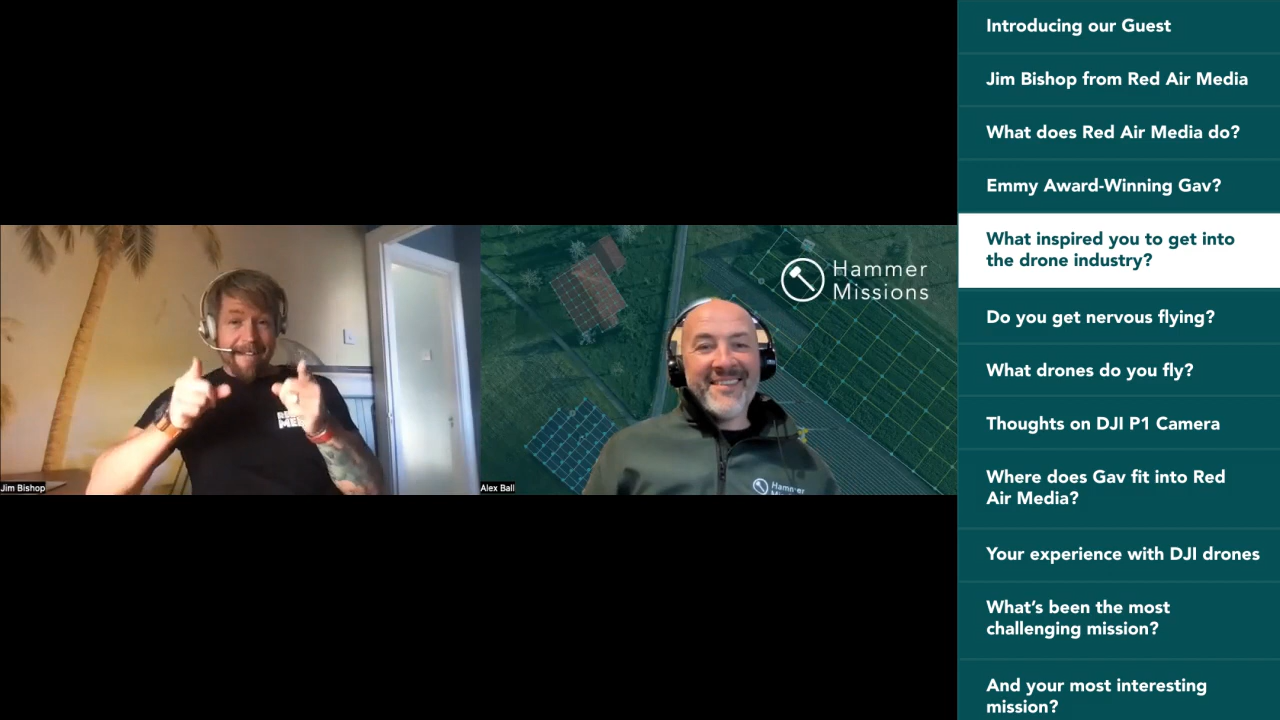 Introducing our Guest
Jim Bishop from Red Air Media
What does Red Air Media do?
Emmy Award-Winning Gav?
What inspired you to get into
the drone industry?
Do you get nervous flying?
What drones do you fly?
Thoughts on DJI P1 Camera
Where does Gav fit into Red
Air Media?
Your experience with DJI drones
What's been the most
challenging mission?
And your most interesting
mission?
Hammer
Missions
Jim Bishop
Alex Ball
Hammer